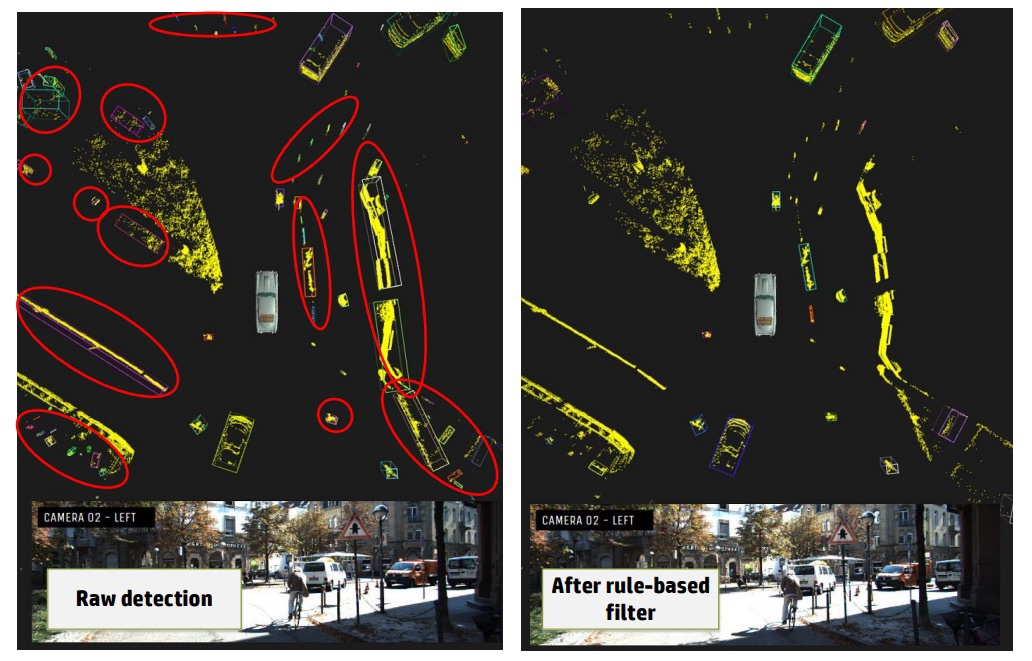 CAMERA 02 - LEFT
Raw detection
CAMERA 02 - LEFT
After rule-based
filter